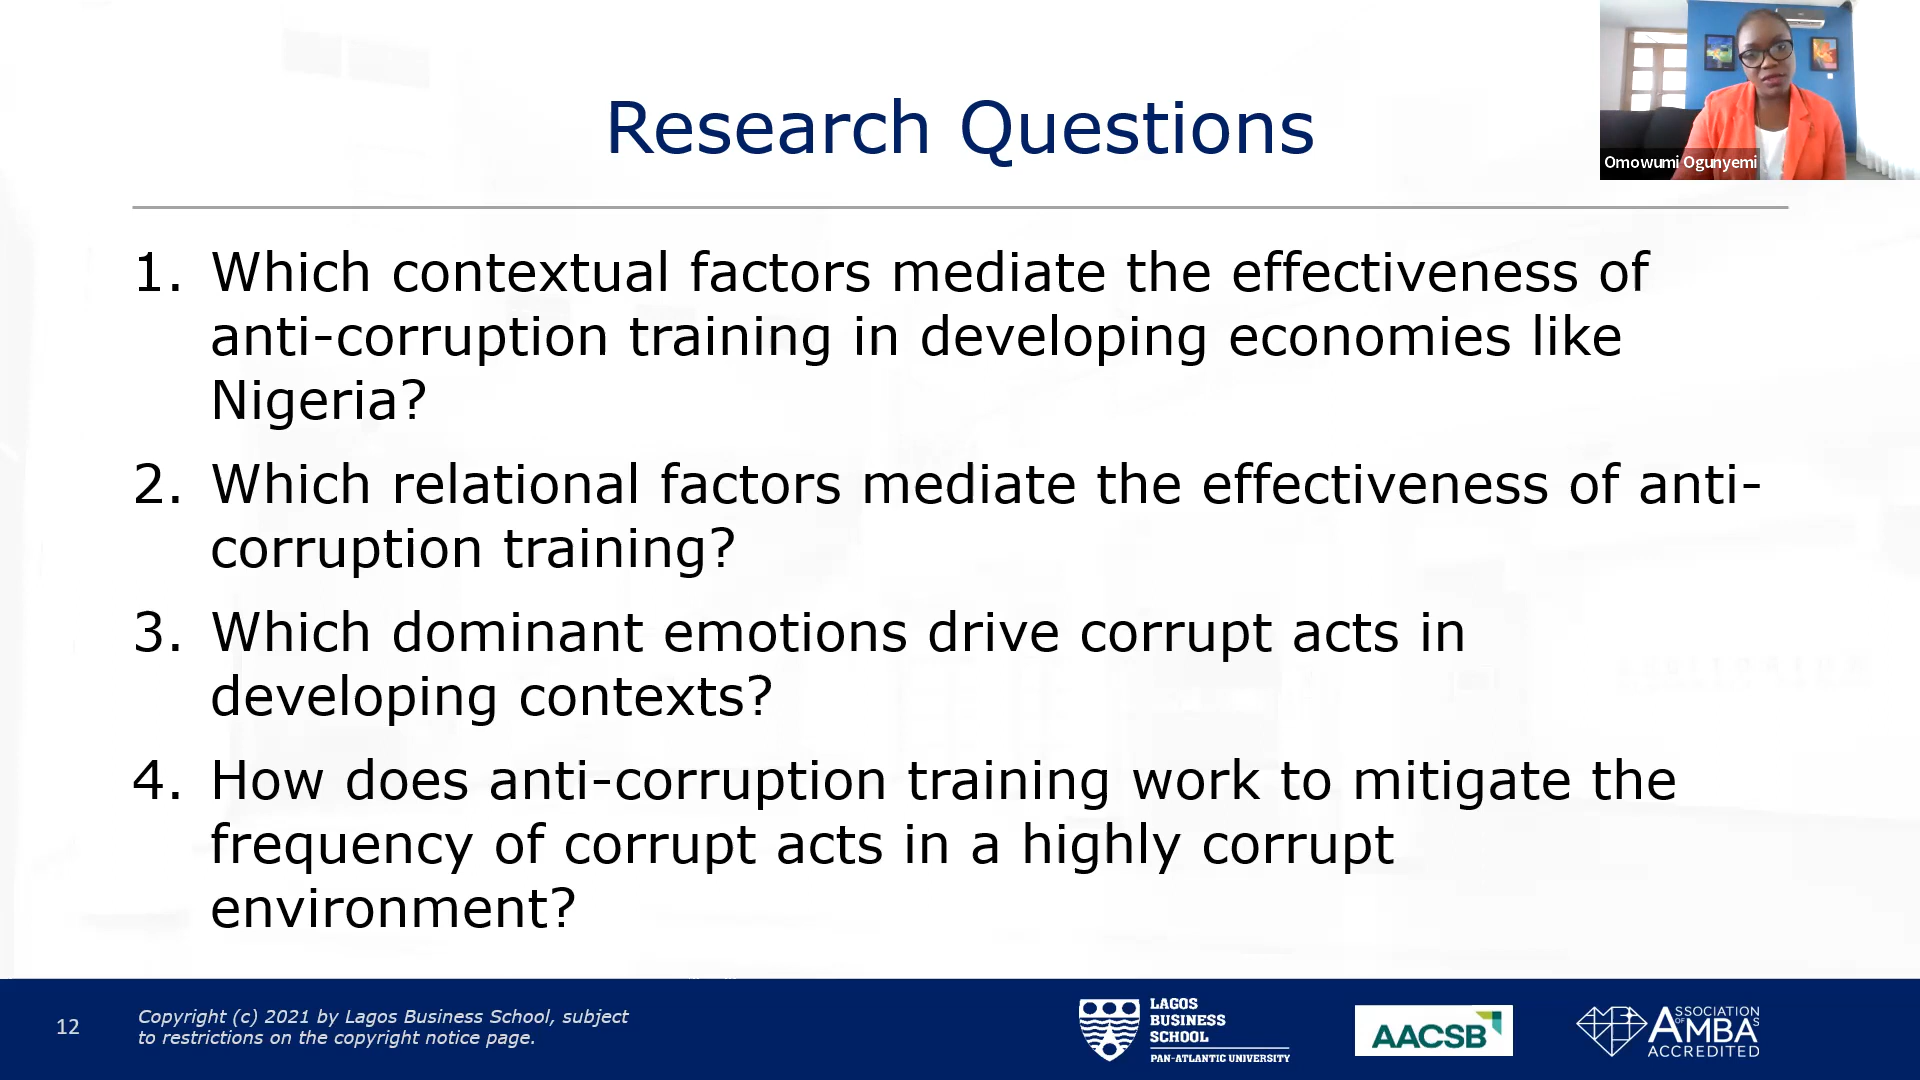 Research Questions
Omowumi Ogunyemi
1. Which contextual factors mediate the effectiveness of
anti-corruption training in developing economies like
Nigeria?
2. Which relational factors mediate the effectiveness of anti-
corruption training?
3. Which dominant emotions drive corrupt acts in
developing contexts?
4. How does anti-corruption training work to mitigate the
frequency of corrupt acts in a highly corrupt
environment?
12
Copyright (c) 2021 by Lagos Business School, subject
to restrictions on the copyright notice page.
LAGOS
BUSINESS
SCHOOL
PAN-ATLANTIC UNIVERSITY
AACSB
ASSOCIATION
OF MBAs
ACCREDITED